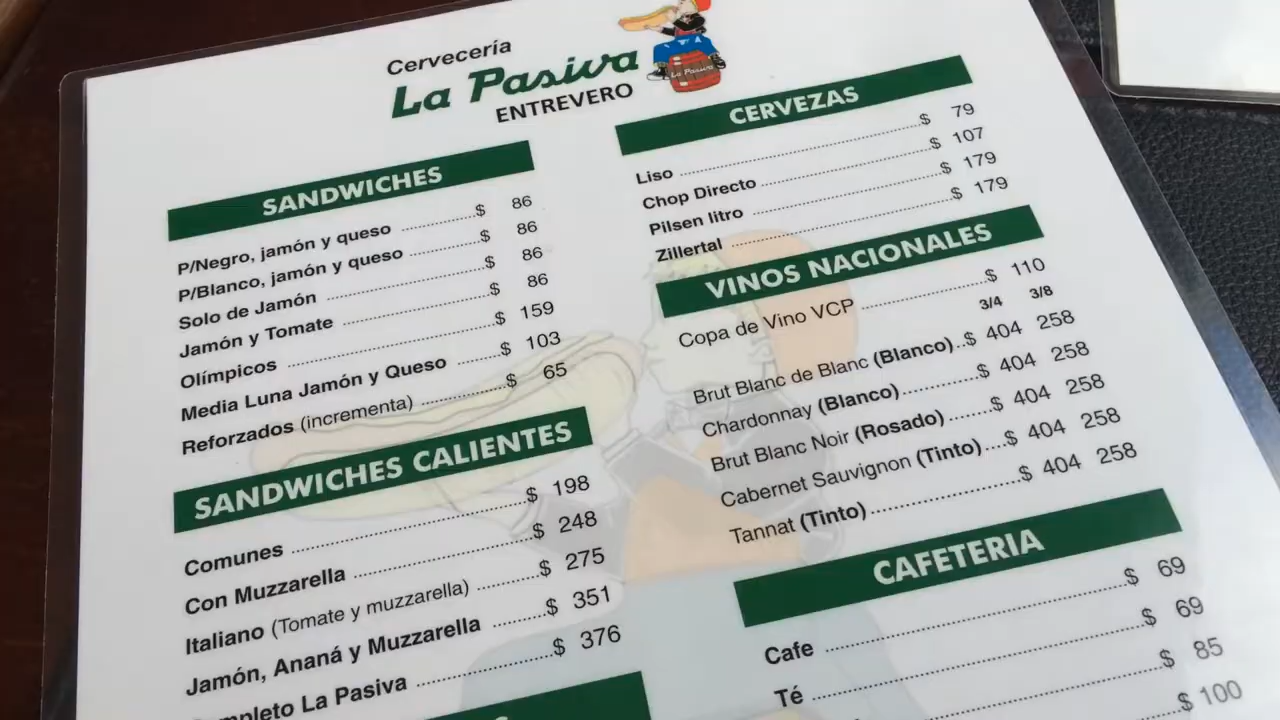 Cervecería
La Pasiva
ENTREVERO
La Pasiva
SANDWICHES
P/Negro, jamón y queso ........ $ 86
P/Blanco, jamón y queso ........ $ 86
Solo de Jamón ........ $ 86
Jamón y Tomate ........ $ 86
Olímpicos ........ $ 159
Media Luna Jamón y Queso ........ $ 103
Reforzados (incrementa) ........ $ 65
SANDWICHES CALIENTES
Comunes ........ $ 198
Con Muzzarella ........ $ 248
Italiano (Tomate y muzzarella) ........ $ 275
Jamón, Ananá y Muzzarella ........ $ 351
mpleto La Pasiva ........ $ 376
CERVEZAS
Liso ........ $ 79
Chop Directo ........ $ 107
Pilsen litro ........ $ 179
Zillertal ........ $ 179
VINOS NACIONALES
Copa de Vino VCP ........ $ 110
3/4 3/8
Brut Blanc de Blanc (Blanco) .. $ 404 258
Chardonnay (Blanco) ........ $ 404 258
Brut Blanc Noir (Rosado) ........ $ 404 258
Cabernet Sauvignon (Tinto) .... $ 404 258
Tannat (Tinto) ........ $ 404 258
CAFETERIA
Cafe ........ $ 69
Té ........ $ 69
$ 85
$ 100